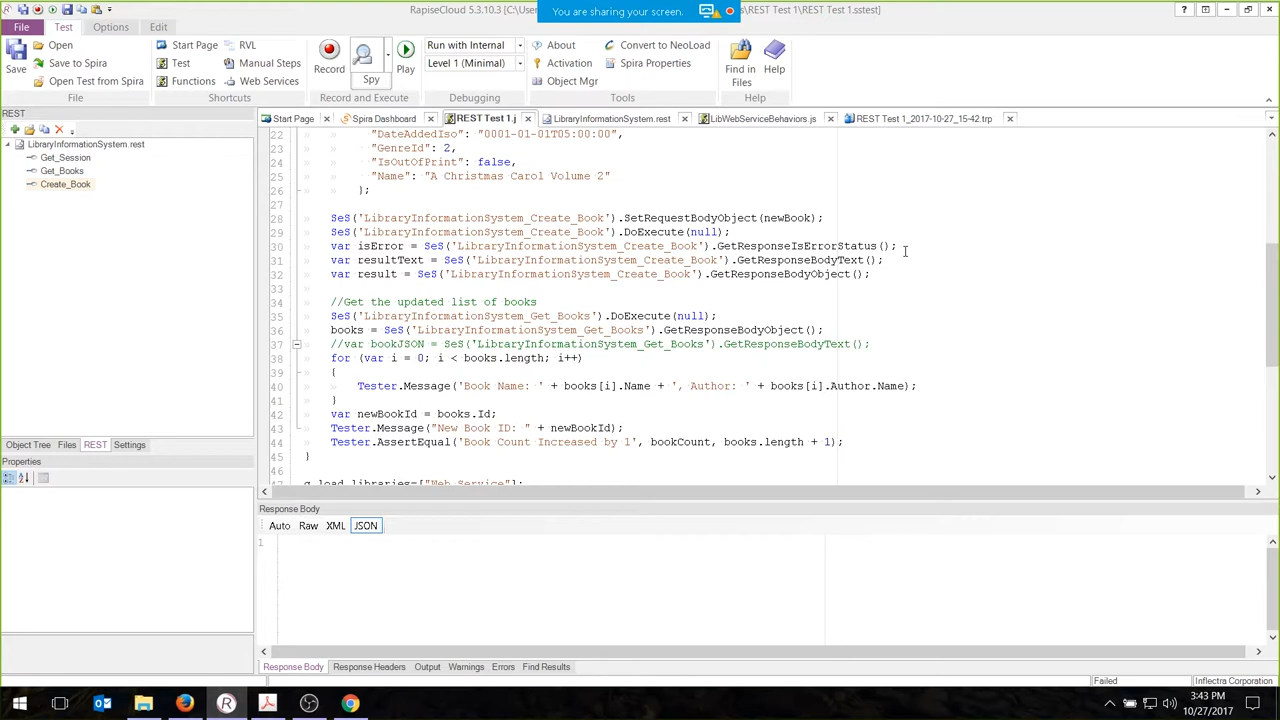 RapiseCloud 5.3.10.3 [C:\Use
You are sharing your screen.
s\REST Test 1\REST Test 1.sstest]
File
Test
Functions
Edit
Save
Open
Save to Spira
Open Test from Spira
File
Start Page
RVL
Test
Manual Steps
Functions
Web Services
Shortcuts
Record
Spy
Play
Record and Execute
Run with Internal
Level 1 (Minimal)
Debugging
About
Convert to NeoLoad
Activation
Spira Properties
Object Mgr
Tools
Find in Files
Help
Help
REST
LibraryInformationSystem.rest
Get_Session
Get_Books
Create_Book
Object Tree Files REST Settings
Properties
Start Page Spira Dashboard REST Test 1.j LibraryInformationSystem.rest LibWebServiceBehaviors.js REST Test 1_2017-10-27_15-42.trp
22 "DateAddedIso": "0001-01-01T05:00:00",
23 "GenreId": 2,
24 "IsOutOfPrint": false,
25 "Name": "A Christmas Carol Volume 2"
26 };
27
28 SeS('LibraryInformationSystem_Create_Book').SetRequestBodyObject(newBook);
29 SeS('LibraryInformationSystem_Create_Book').DoExecute(null);
30 var isError = SeS('LibraryInformationSystem_Create_Book').GetResponseIsErrorStatus();
31 var resultText = SeS('LibraryInformationSystem_Create_Book').GetResponseBodyText();
32 var result = SeS('LibraryInformationSystem_Create_Book').GetResponseBodyObject();
33
34 //Get the updated list of books
35 SeS('LibraryInformationSystem_Get_Books').DoExecute(null);
36 books = SeS('LibraryInformationSystem_Get_Books').GetResponseBodyObject();
37 //var bookJSON = SeS('LibraryInformationSystem_Get_Books').GetResponseBodyText();
38 for (var i = 0; i < books.length; i++)
39 {
40 Tester.Message('Book Name: ' + books[i].Name + ', Author: ' + books[i].Author.Name);
41 }
42 var newBookId = books.Id;
43 Tester.Message("New Book ID: " + newBookId);
44 Tester.AssertEqual('Book Count Increased by 1', bookCount, books.length + 1);
45 }
46
47 g_load_libraries=["Web Service"];
Response Body
Auto Raw XML JSON
1
Response Body Response Headers Output Warnings Errors Find Results
Failed
Inflectra Corporation
3:43 PM
10/27/2017